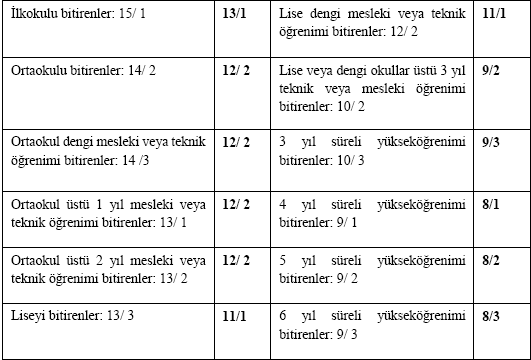 İlkokulu bitirenler: 15/ 1
13/1
Lise dengi mesleki veya teknik
öğrenimi bitirenler: 12/ 2
11/1
Ortaokulu bitirenler: 14/ 2
12/ 2
Lise veya dengi okullar üstü 3 yıl
teknik veya mesleki öğrenimi
bitirenler: 10/ 2
9/2
Ortaokul dengi mesleki veya teknik
öğrenimi bitirenler: 14 /3
12/ 2
3 yıl süreli yükseköğrenimi
bitirenler: 10/ 3
9/3
Ortaokul üstü 1 yıl mesleki veya
teknik öğrenimi bitirenler: 13/ 1
12/ 2
4 yıl süreli yükseköğrenimi
bitirenler: 9/ 1
8/1
Ortaokul üstü 2 yıl mesleki veya
teknik öğrenimi bitirenler: 13/ 2
12/ 2
5 yıl süreli yükseköğrenimi
bitirenler: 9/ 2
8/2
Liseyi bitirenler: 13/ 3
11/1
6 yıl süreli yükseköğrenimi
bitirenler: 9/ 3
8/3